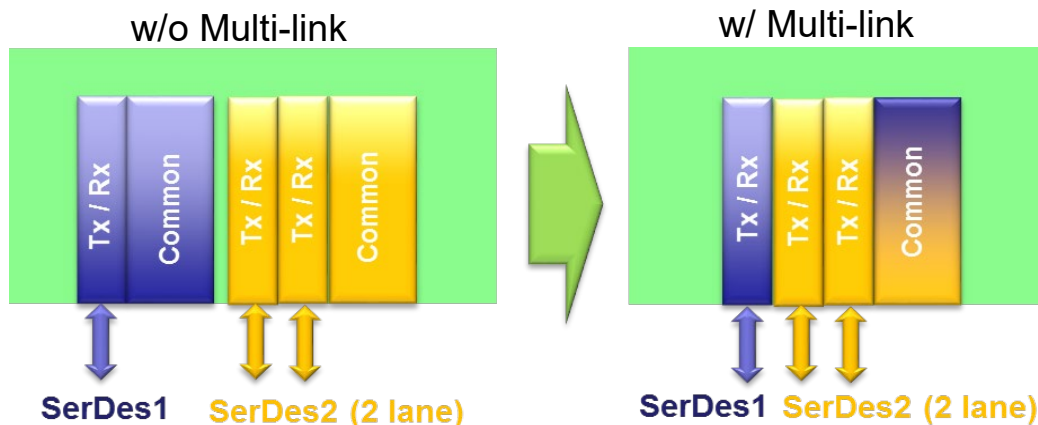 w/o Multi-link
Tx / Rx
Common
Tx / Rx
Tx / Rx
Common
SerDes1
SerDes2 (2 lane)
w/ Multi-link
Tx / Rx
Tx / Rx
Tx / Rx
Common
SerDes1
SerDes2 (2 lane)